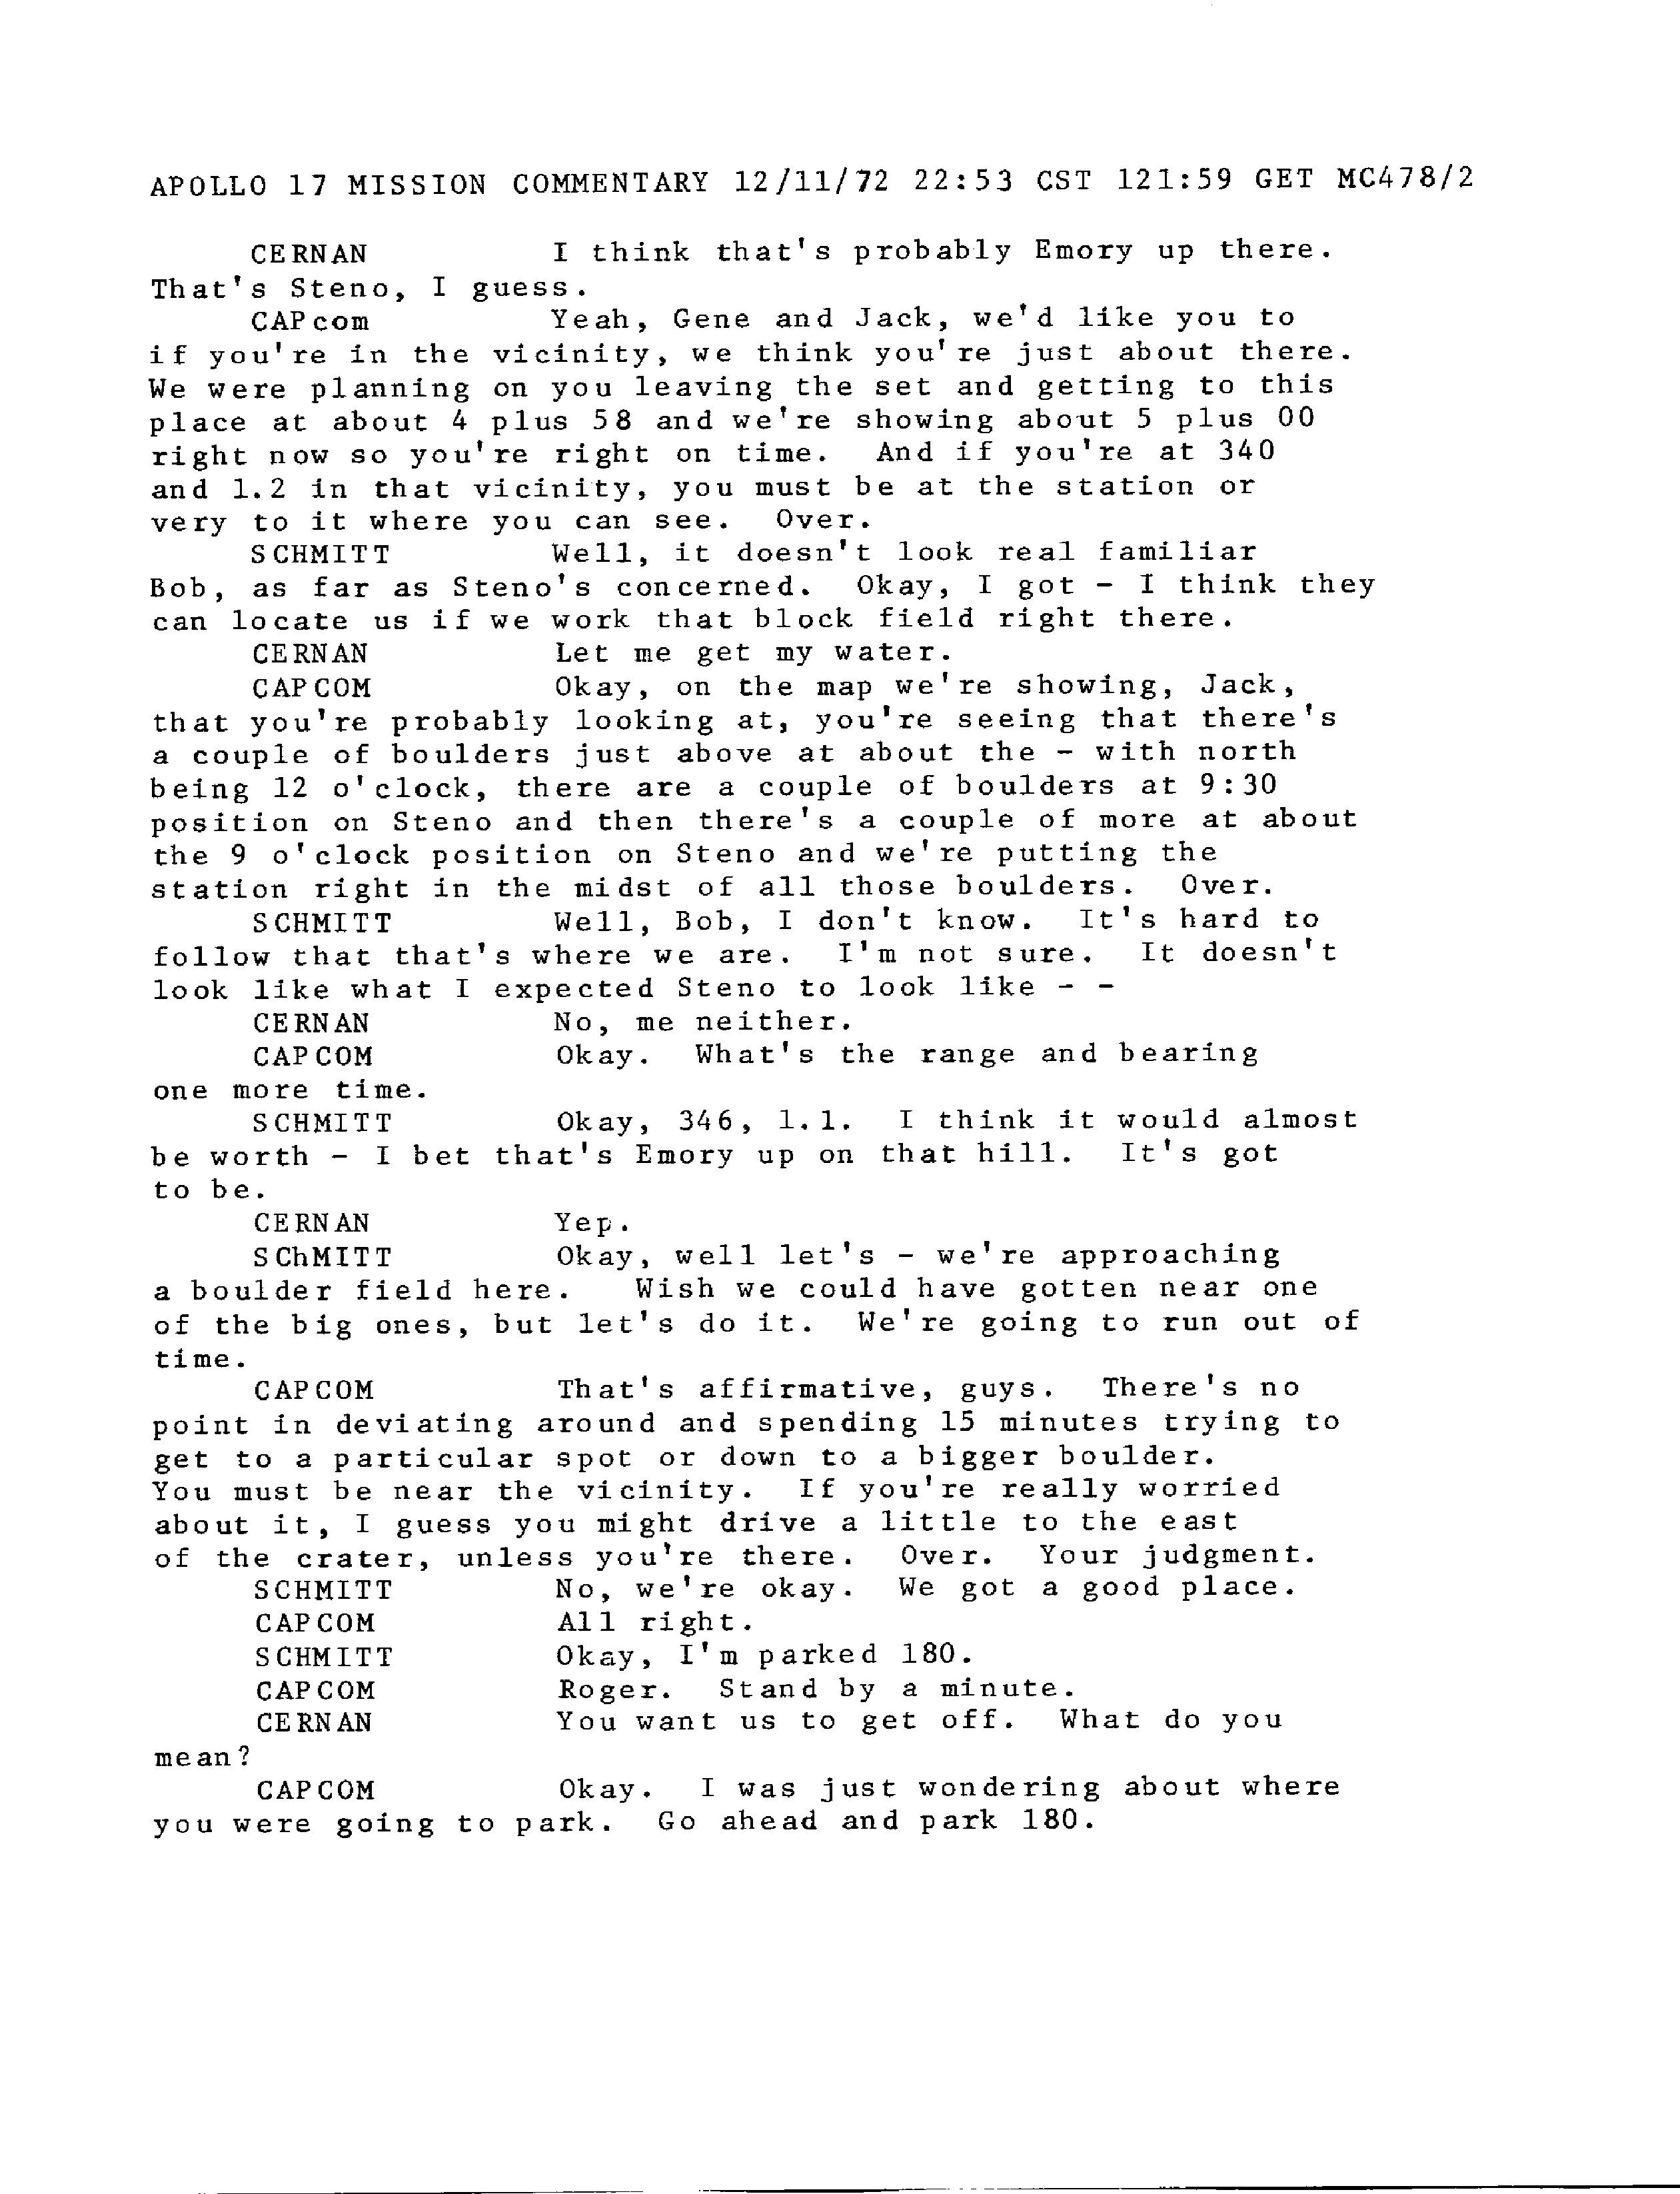 APOLLO 17 MISSION COMMENTARY 12/11/72 22:53 CST 121:59 GET MC478/2
CERNAN I think that's probably Emory up there.
That's Steno, I guess.
CAPcom Yeah, Gene and Jack, we'd like you to
if you're in the vicinity, we think you're just about there.
We were planning on you leaving the set and getting to this
place at about 4 plus 58 and we're showing about 5 plus 00
right now so you're right on time. And if you're at 340
and 1.2 in that vicinity, you must be at the station or
very to it where you can see. Over.
SCHMITT Well, it doesn't look real familiar
Bob, as far as Steno's concerned. Okay, I got - I think they
can locate us if we work that block field right there.
CERNAN Let me get my water.
CAPCOM Okay, on the map we're showing, Jack,
that you're probably looking at, you're seeing that there's
a couple of boulders just above at about the - with north
being 12 o'clock, there are a couple of boulders at 9:30
position on Steno and then there's a couple of more at about
the 9 o'clock position on Steno and we're putting the
station right in the midst of all those boulders. Over.
SCHMITT Well, Bob, I don't know. It's hard to
follow that that's where we are. I'm not sure. It doesn't
look like what I expected Steno to look like - -
CERNAN No, me neither.
CAPCOM Okay. What's the range and bearing
one more time.
SCHMITT Okay, 346, 1.1. I think it would almost
be worth - I bet that's Emory up on that hill. It's got
to be.
CERNAN Yep.
SChMITT Okay, well let's - we're approaching
a boulder field here. Wish we could have gotten near one
of the big ones, but let's do it. We're going to run out of
time.
CAPCOM That's affirmative, guys. There's no
point in deviating around and spending 15 minutes trying to
get to a particular spot or down to a bigger boulder.
You must be near the vicinity. If you're really worried
about it, I guess you might drive a little to the east
of the crater, unless you're there. Over. Your judgment.
SCHMITT No, we're okay. We got a good place.
CAPCOM All right.
SCHMITT Okay, I'm parked 180.
CAPCOM Roger. Stand by a minute.
CERNAN You want us to get off. What do you
mean?
CAPCOM Okay. I was just wondering about where
you were going to park. Go ahead and park 180.